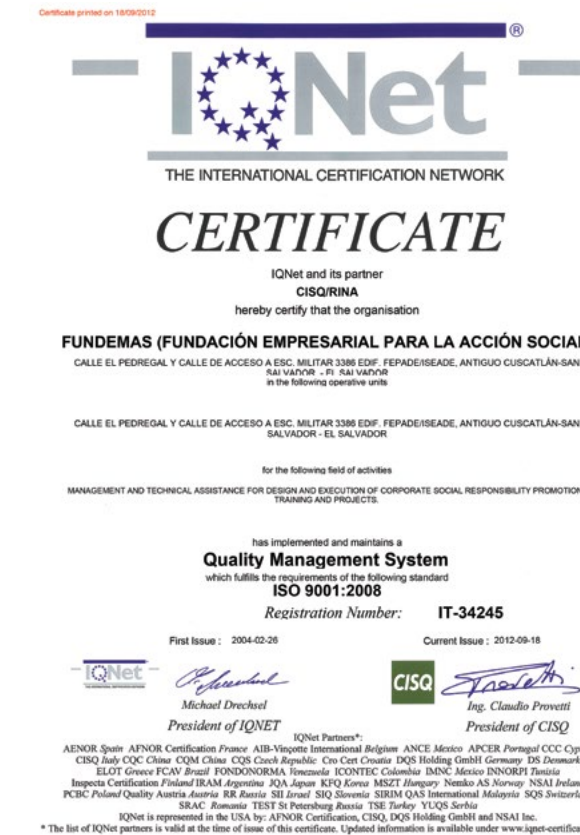 Certificate printed on 18/09/2012
®
IQNet
THE INTERNATIONAL CERTIFICATION NETWORK
CERTIFICATE
IQNet and its partner
CISQ/RINA
hereby certify that the organisation
FUNDEMAS (FUNDACIÓN EMPRESARIAL PARA LA ACCIÓN SOCIAL
CALLE EL PEDREGAL Y CALLE DE ACCESO A ESC. MILITAR 3386 EDIF. FEPADE/ISEADE, ANTIGUO CUSCATLÁN-SAN
SALVADOR - EL SALVADOR
in the following operative units
CALLE EL PEDREGAL Y CALLE DE ACCESO A ESC. MILITAR 3386 EDIF. FEPADE/ISEADE, ANTIGUO CUSCATLÁN-SAN
SALVADOR - EL SALVADOR
for the following field of activities
MANAGEMENT AND TECHNICAL ASSISTANCE FOR DESIGN AND EXECUTION OF CORPORATE SOCIAL RESPONSIBILITY PROMOTION
TRAINING AND PROJECTS.
has implemented and maintains a
Quality Management System
which fulfills the requirements of the following standard
ISO 9001:2008
Registration Number: IT-34245
First Issue : 2004-02-26 Current Issue : 2012-09-18
IQNet CISQ
Michael Drechsel Ing. Claudio Provetti
President of IQNET President of CISQ
IQNet Partners*:
AENOR Spain AFNOR Certification France AIB-Vinçotte International Belgium ANCE Mexico APCER Portugal CCC Cyp
CISQ Italy CQC China CQM China CQS Czech Republic Cro Cert Croatia DQS Holding GmbH Germany DS Denmark
ELOT Greece FCAV Brazil FONDONORMA Venezuela ICONTEC Colombia IMNC Mexico INNORPI Tunisia
Inspecta Certification Finland IRAM Argentina JQA Japan KFQ Korea MSZT Hungary Nemko AS Norway NSAI Irelan
PCBC Poland Quality Austria Austria RR Russia SII Israel SIQ Slovenia SIRIM QAS International Malaysia SQS Switzerl
SRAC Romania TEST St Petersburg Russia TSE Turkey YUQS Serbia
IQNet is represented in the USA by: AFNOR Certification, CISQ, DQS Holding GmbH and NSAI Inc.
* The list of IQNet partners is valid at the time of issue of this certificate. Updated information is available under www.iqnet-certificat